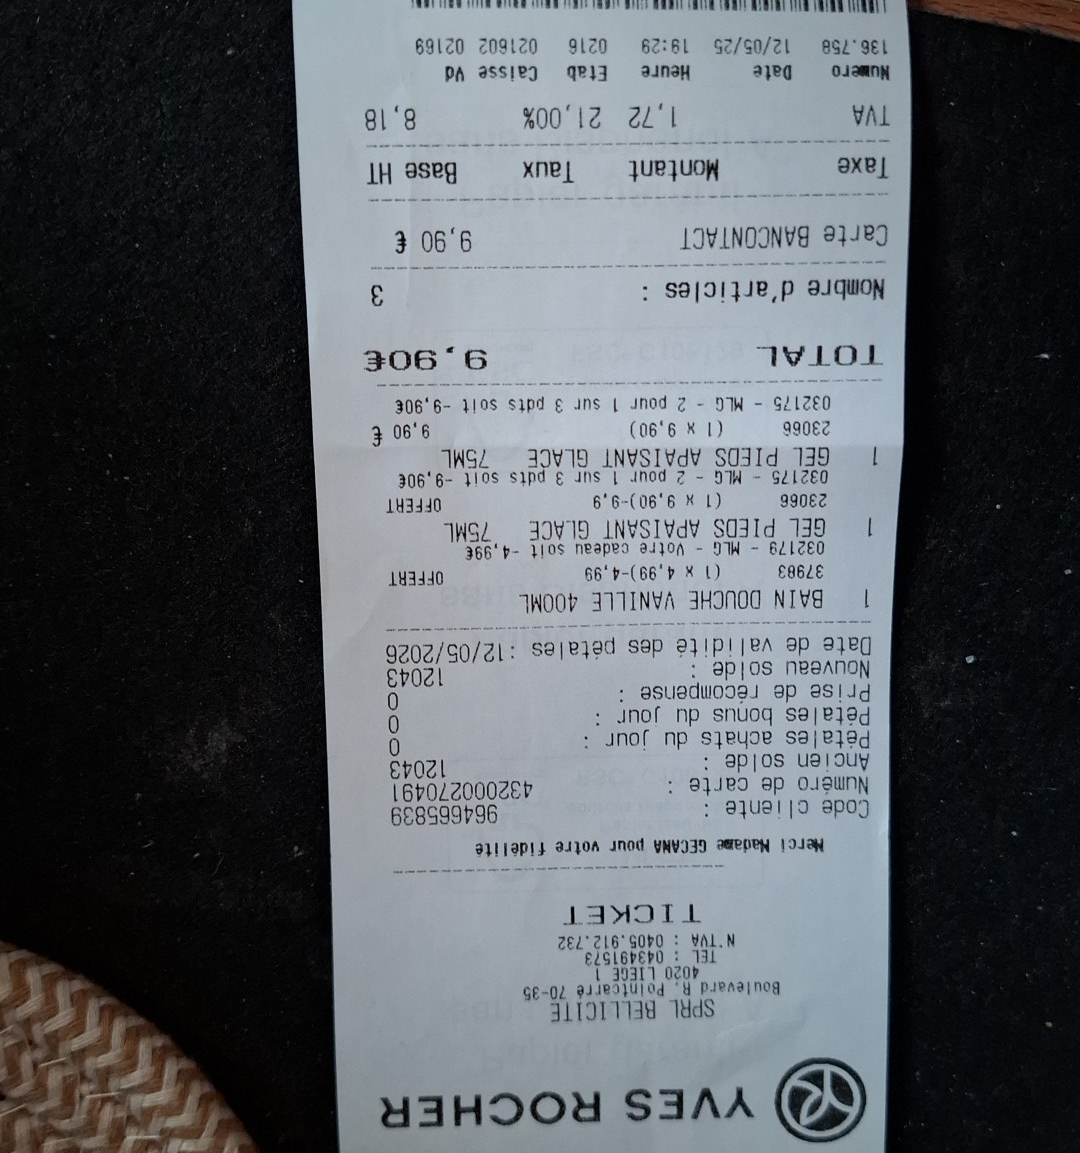 YVES ROCHER
SPRL BELLICITE
Boulevard R. Pointcarré 70-35
4020 LIEGE 1
TEL : 043491573
N°TVA : 0405.912.732
TICKET
Merci Madame GECANA pour votre fidélité
Code cliente : 964665839
Numéro de carte : 432000270491
Ancien solde : 12043
Pétales achats du jour : 0
Pétales bonus du jour : 0
Prise de récompense : 0
Nouveau solde : 12043
Date de validité des pétales :12/05/2026
1 BAIN DOUCHE VANILLE 400ML
37983 (1 x 4,99)-4,99 OFFERT
032179 - MLG - Votre cadeau soit -4,99€
1 GEL PIEDS APAISANT GLACE 75ML
23066 (1 x 9,90)-9,9 OFFERT
032175 - MLG - 2 pour 1 sur 3 pdts soit -9,90€
1 GEL PIEDS APAISANT GLACE 75ML
23066 (1 x 9,90) 9,90 €
032175 - MLG - 2 pour 1 sur 3 pdts soit -9,90€
TOTAL 9,90€
Nombre d'articles : 3
Carte BANCONTACT 9,90 €
Taxe Montant Taux Base HT
TVA 1,72 21,00% 8,18
Numero Date Heure Etab Caisse Vd
136.758 12/05/25 19:29 0216 021602 02169